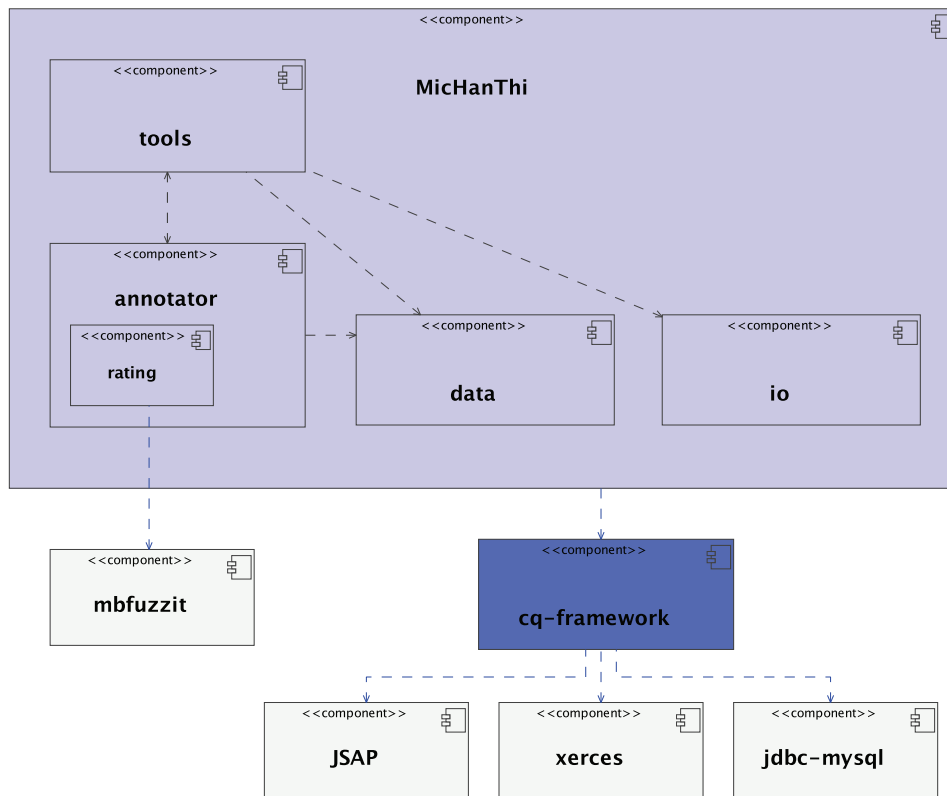 <<component>>
MicHanThi
<<component>>
tools
<<component>>
annotator
<<component>>
rating
<<component>>
data
<<component>>
io
<<component>>
mbfuzzit
<<component>>
cq-framework
<<component>>
JSAP
<<component>>
xerces
<<component>>
jdbc-mysql